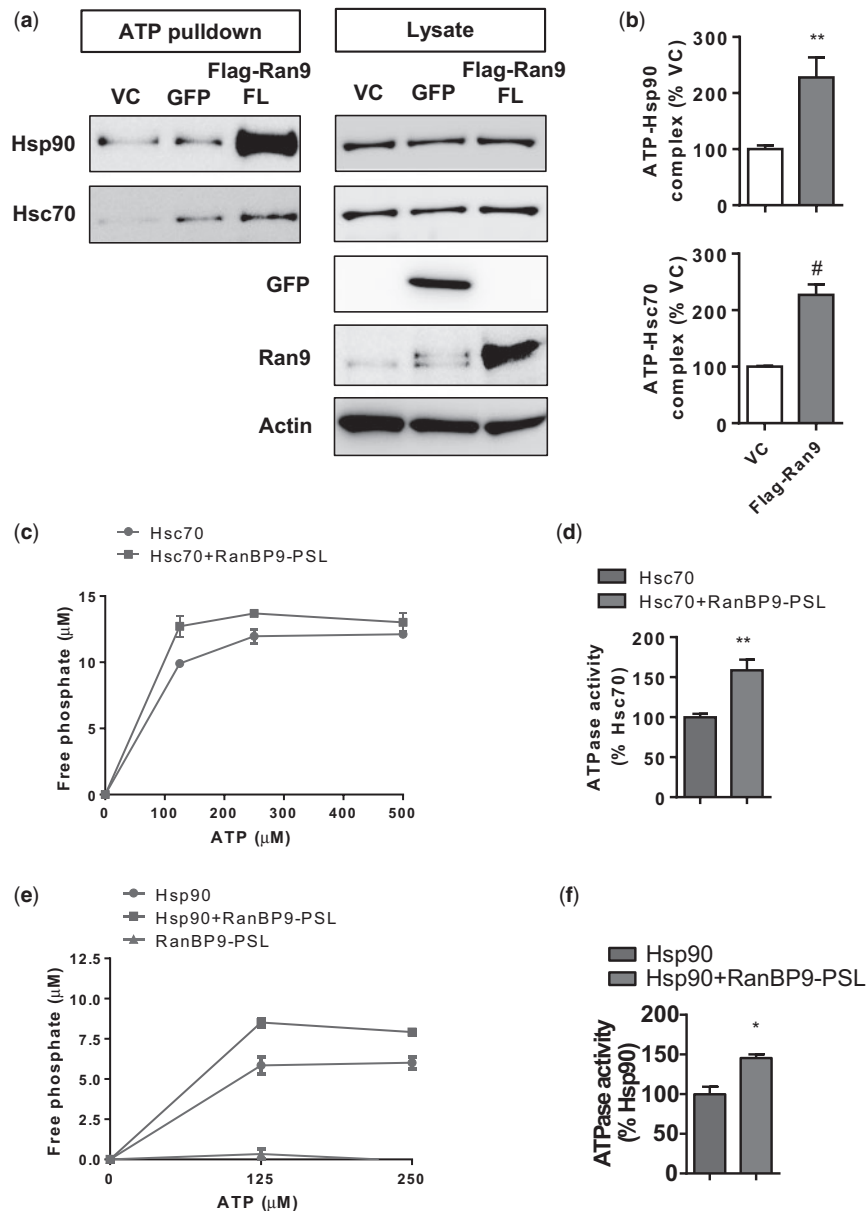 (a)
ATP pulldown
Lysate
VC GFP Flag-Ran9 FL
VC GFP Flag-Ran9 FL
Hsp90
Hsc70
GFP
Ran9
Actin
(b)
ATP-Hsp90 complex (% VC)
300
200
100
0
**
ATP-Hsc70 complex (% VC)
300
200
100
0
#
VC
Flag-Ran9
(c)
Hsc70
Hsc70+RanBP9-PSL
Free phosphate (μM)
15
10
5
0
0 100 200 300 400 500
ATP (μM)
(d)
Hsc70
Hsc70+RanBP9-PSL
ATPase activity (% Hsc70)
200
150
100
50
0
**
(e)
Hsp90
Hsp90+RanBP9-PSL
RanBP9-PSL
Free phosphate (μM)
12.5
10.0
7.5
5.0
2.5
0.0
0 125 250
ATP (μM)
(f)
Hsp90
Hsp90+RanBP9-PSL
ATPase activity (% Hsp90)
200
150
100
50
0
*